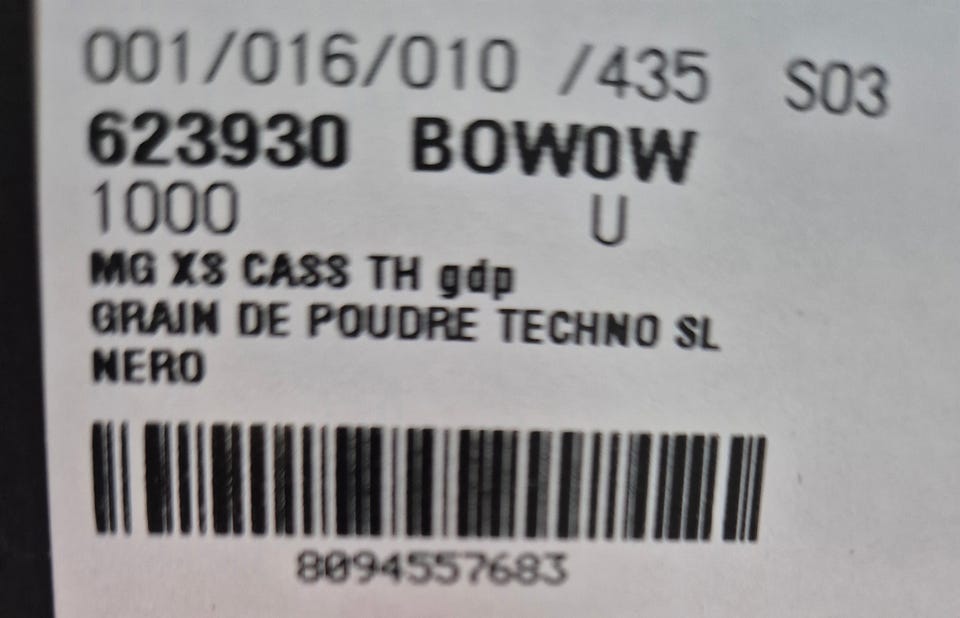 001/016/010 /435 S03
623930 BOW0W
1000 U
MG XS CASS TH gdp
GRAIN DE POUDRE TECHNO SL
NERO
8094557683